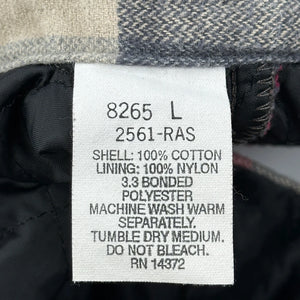 8265 L
2561-RAS
SHELL: 100% COTTON
LINING: 100% NYLON
3.3 BONDED
POLYESTER
MACHINE WASH WARM
SEPARATELY.
TUMBLE DRY MEDIUM.
DO NOT BLEACH.
RN 14372